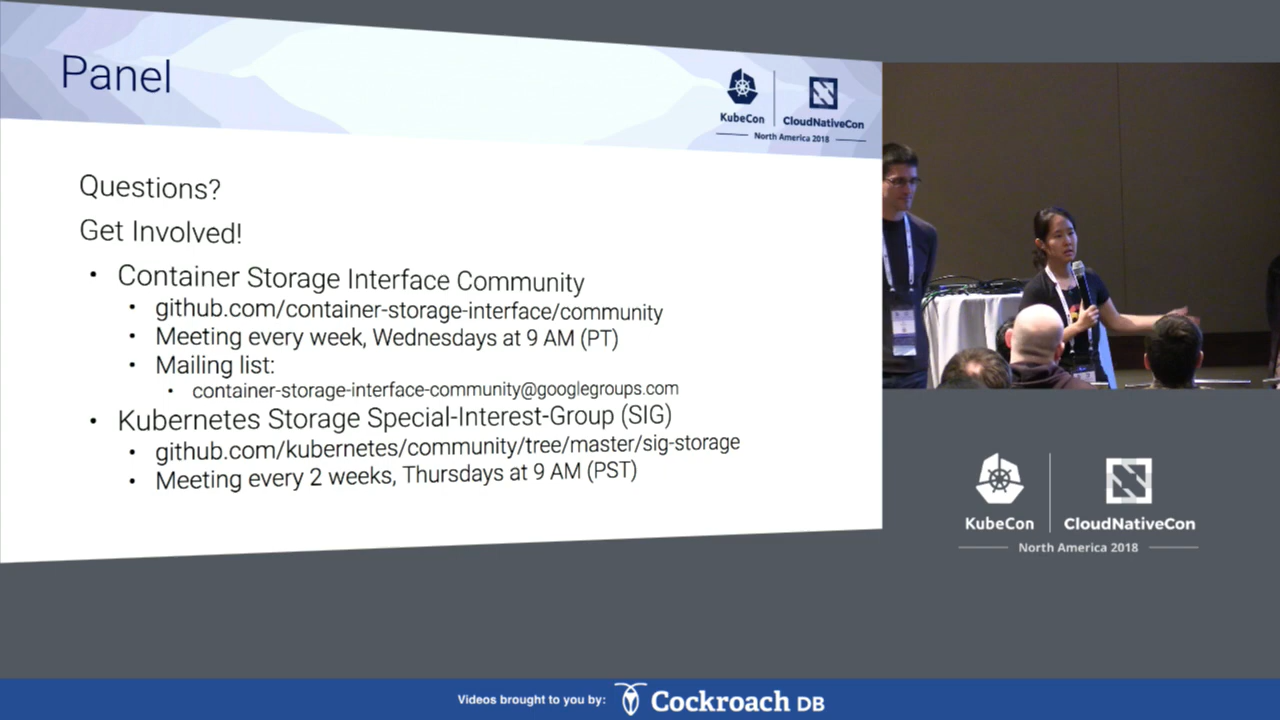 Panel
KubeCon
CloudNativeCon
North America 2018
Questions?
Get Involved!
• Container Storage Interface Community
• github.com/container-storage-interface/community
• Meeting every week, Wednesdays at 9 AM (PT)
• Mailing list:
• container-storage-interface-community@googlegroups.com
• Kubernetes Storage Special-Interest-Group (SIG)
• github.com/kubernetes/community/tree/master/sig-storage
• Meeting every 2 weeks, Thursdays at 9 AM (PST)
KubeCon
CloudNativeCon
North America 2018
Videos brought to you by:
Cockroach DB